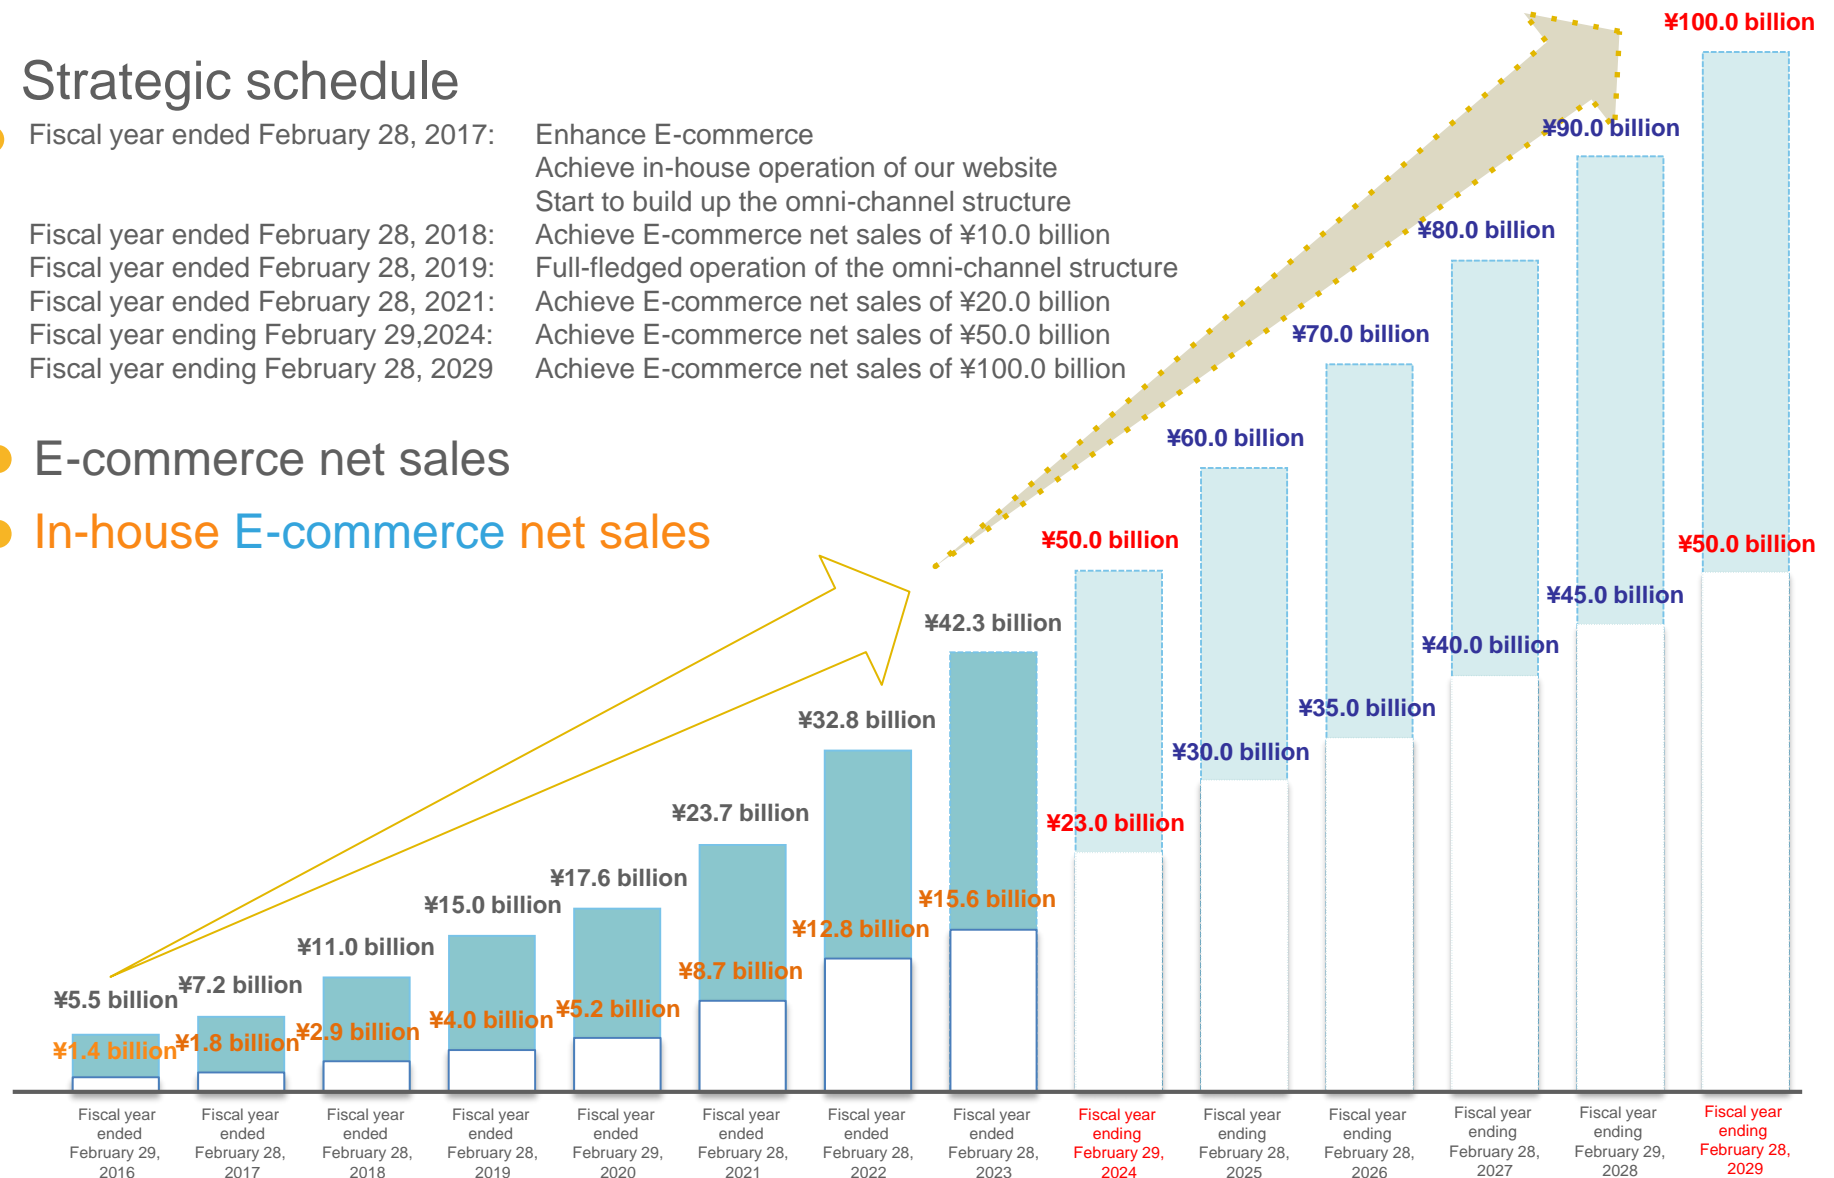 Strategic schedule
Fiscal year ended February 28, 2017: Enhance E-commerce
Achieve in-house operation of our website
Start to build up the omni-channel structure
Fiscal year ended February 28, 2018: Achieve E-commerce net sales of ¥10.0 billion
Fiscal year ended February 28, 2019: Full-fledged operation of the omni-channel structure
Fiscal year ended February 28, 2021: Achieve E-commerce net sales of ¥20.0 billion
Fiscal year ending February 29,2024: Achieve E-commerce net sales of ¥50.0 billion
Fiscal year ending February 28, 2029 Achieve E-commerce net sales of ¥100.0 billion
E-commerce net sales
In-house E-commerce net sales
¥5.5 billion
¥7.2 billion
¥11.0 billion
¥15.0 billion
¥17.6 billion
¥23.7 billion
¥32.8 billion
¥42.3 billion
¥50.0 billion
¥60.0 billion
¥70.0 billion
¥80.0 billion
¥90.0 billion
¥100.0 billion
¥1.4 billion
¥1.8 billion
¥2.9 billion
¥4.0 billion
¥5.2 billion
¥8.7 billion
¥12.8 billion
¥15.6 billion
¥23.0 billion
¥30.0 billion
¥35.0 billion
¥40.0 billion
¥45.0 billion
¥50.0 billion
Fiscal year
ended
February 29,
2016
Fiscal year
ended
February 28,
2017
Fiscal year
ended
February 28,
2018
Fiscal year
ended
February 28,
2019
Fiscal year
ended
February 29,
2020
Fiscal year
ended
February 28,
2021
Fiscal year
ended
February 28,
2022
Fiscal year
ended
February 28,
2023
Fiscal year
ending
February 29,
2024
Fiscal year
ending
February 28,
2025
Fiscal year
ending
February 28,
2026
Fiscal year
ending
February 28,
2027
Fiscal year
ending
February 29,
2028
Fiscal year
ending
February 28,
2029